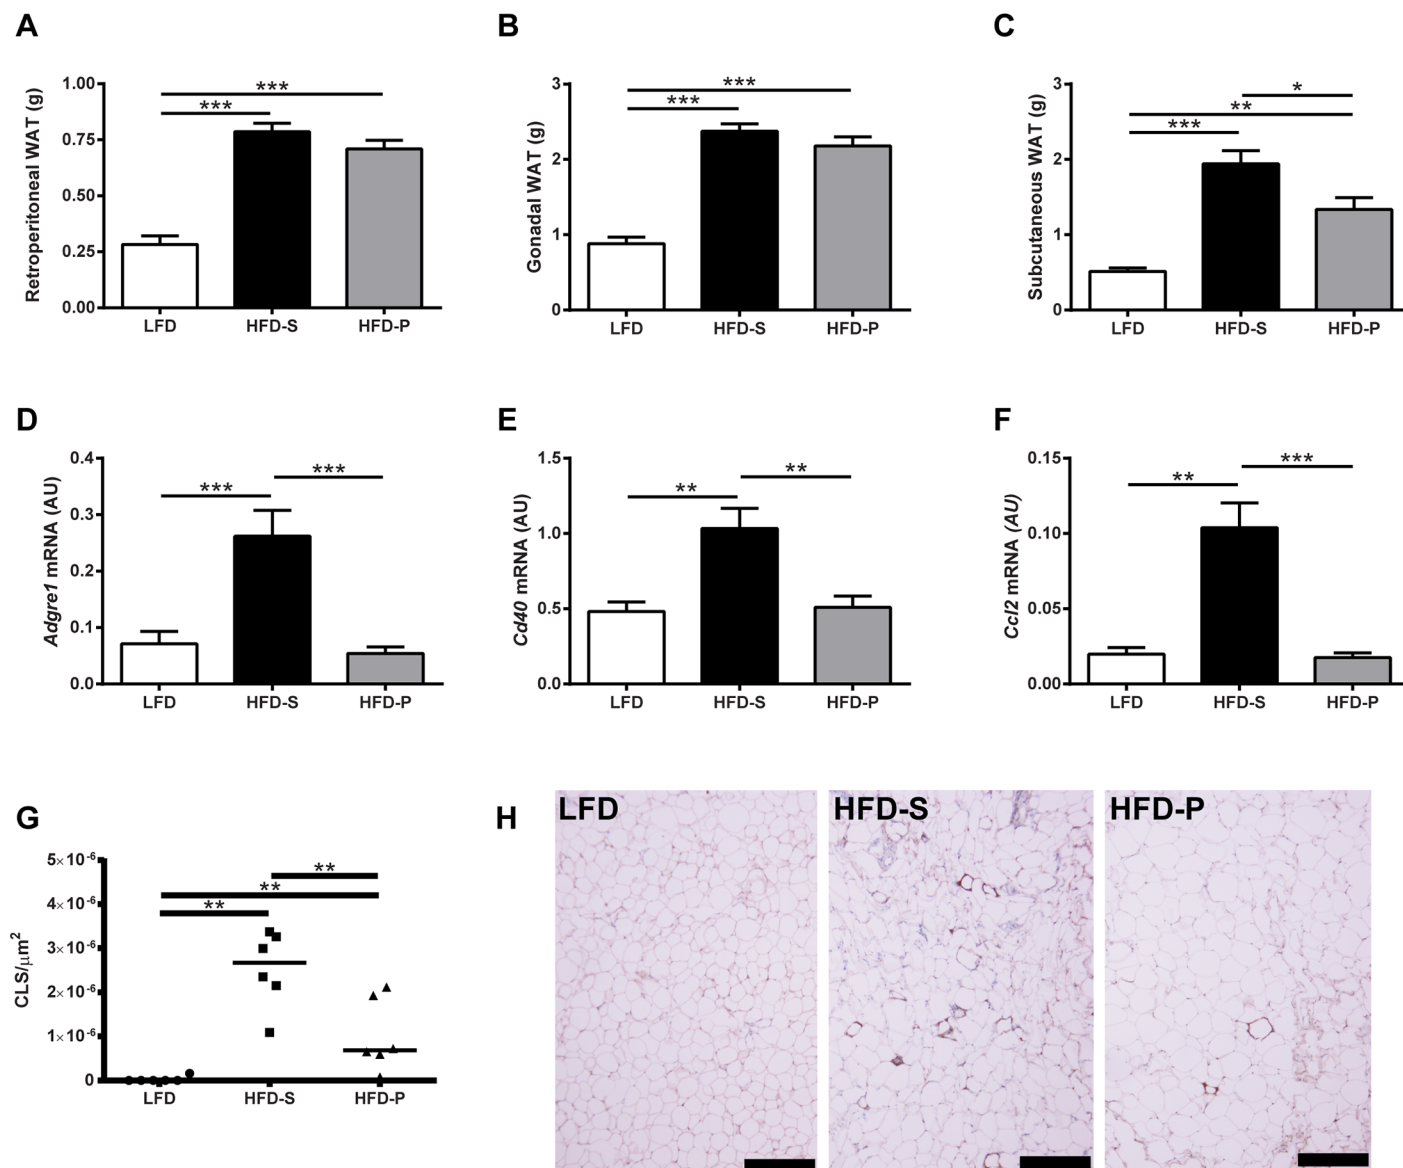 A
Retroperitoneal WAT (g)
1.00
0.75
0.50
0.25
0.00
***
***
LFD
HFD-S
HFD-P
B
Gonadal WAT (g)
3
2
1
0
***
***
LFD
HFD-S
HFD-P
C
Subcutaneous WAT (g)
3
2
1
0
*
**
***
LFD
HFD-S
HFD-P
D
Adgre1 mRNA (AU)
0.4
0.3
0.2
0.1
0.0
***
***
LFD
HFD-S
HFD-P
E
Cd40 mRNA (AU)
1.5
1.0
0.5
0.0
**
**
LFD
HFD-S
HFD-P
F
Ccl2 mRNA (AU)
0.15
0.10
0.05
0.00
***
**
LFD
HFD-S
HFD-P
G
CLS/μm²
5×10⁻⁶
4×10⁻⁶
3×10⁻⁶
2×10⁻⁶
1×10⁻⁶
0
**
**
**
LFD
HFD-S
HFD-P
H
LFD
HFD-S
HFD-P